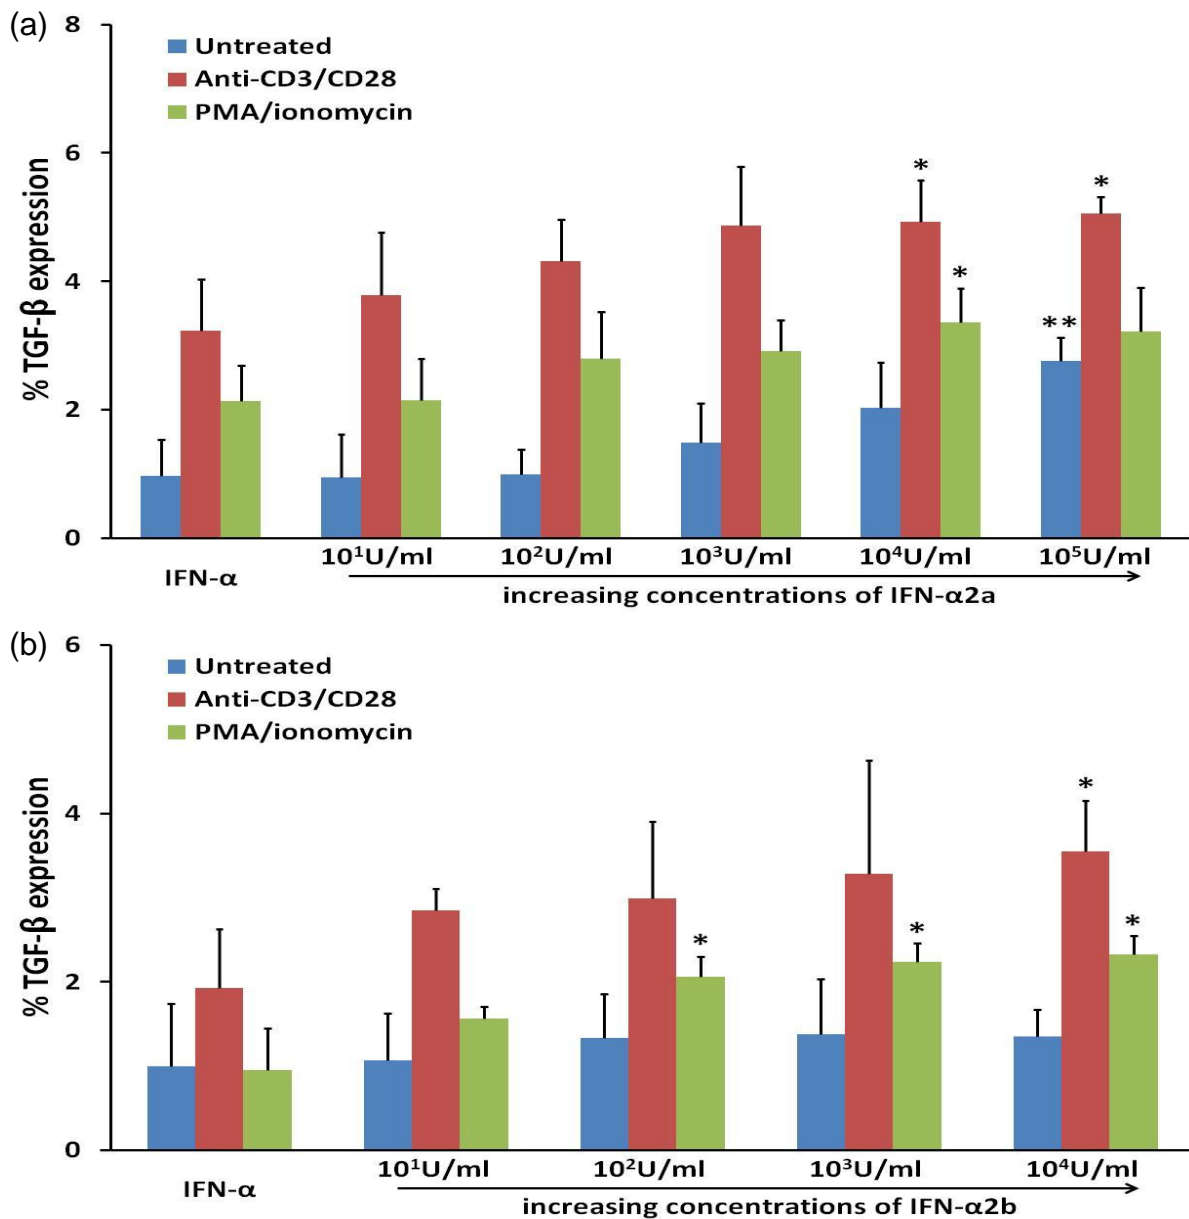 (a)
8
Untreated
Anti-CD3/CD28
PMA/ionomycin
6
*
*
4
*
**
2
0
% TGF-β expression
IFN-α
10¹U/ml 10²U/ml 10³U/ml 10⁴U/ml 10⁵U/ml
increasing concentrations of IFN-α2a
(b)
6
Untreated
Anti-CD3/CD28
PMA/ionomycin
4
*
*
*
*
2
0
% TGF-β expression
IFN-α
10¹U/ml 10²U/ml 10³U/ml 10⁴U/ml
increasing concentrations of IFN-α2b